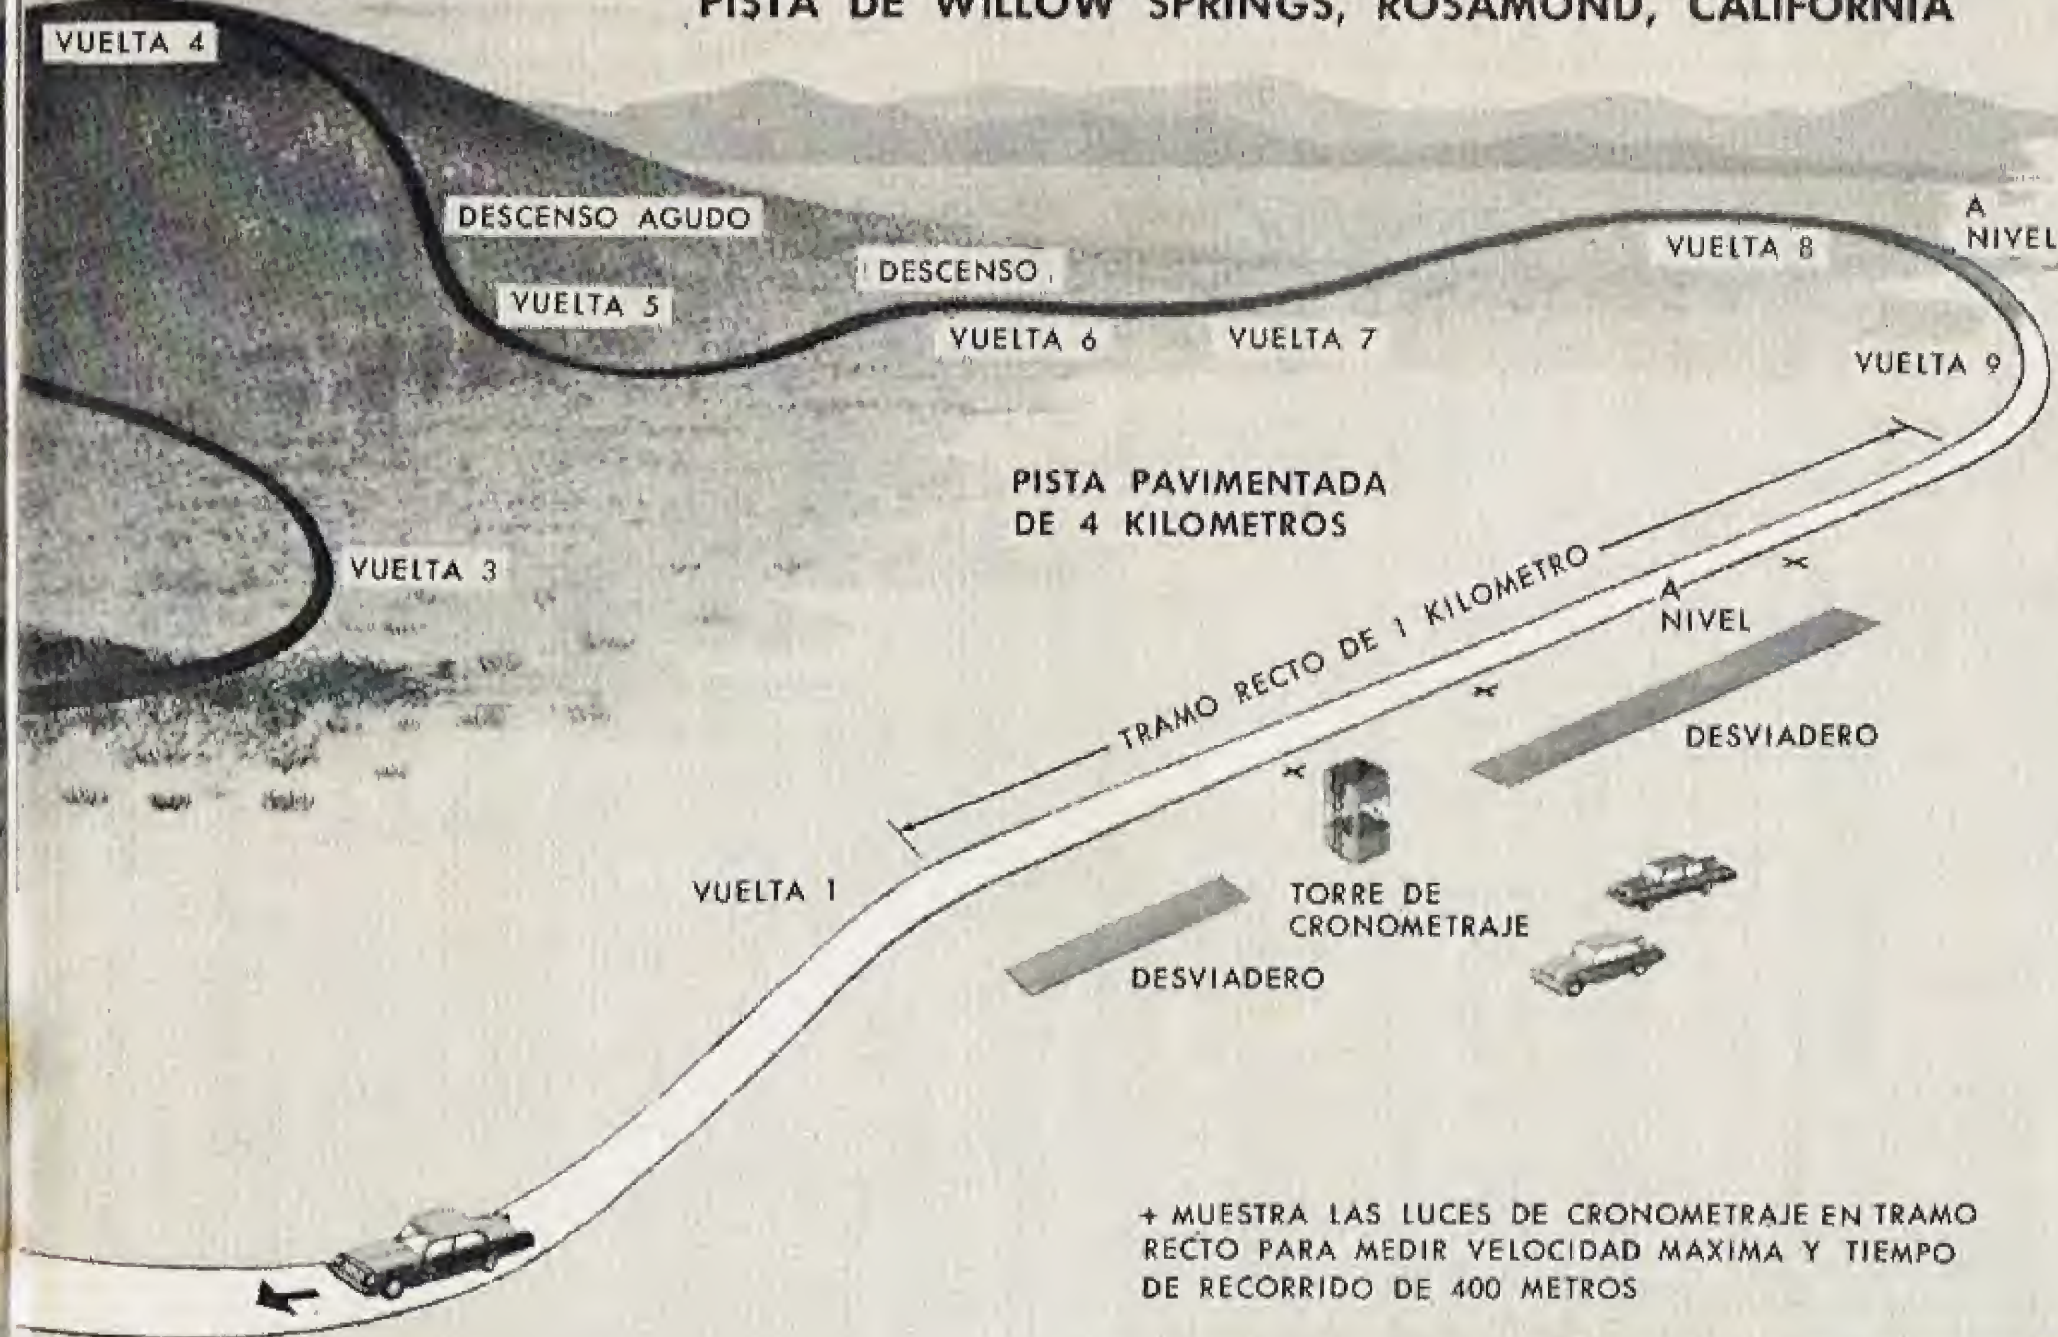 PISTA DE WILLOW SPRINGS, ROSAMOND, CALIFORNIA
VUELTA 4
DESCENSO AGUDO
A
NIVEL
VUELTA 8
DESCENSO
VUELTA 5
VUELTA 6
VUELTA 7
VUELTA 9
PISTA PAVIMENTADA
DE 4 KILOMETROS
VUELTA 3
TRAMO RECTO DE 1 KILOMETRO
A
NIVEL
DESVIADERO
VUELTA 1
TORRE DE
CRONOMETRAJE
DESVIADERO
+ MUESTRA LAS LUCES DE CRONOMETRAJE EN TRAMO
RECTO PARA MEDIR VELOCIDAD MAXIMA Y TIEMPO
DE RECORRIDO DE 400 METROS